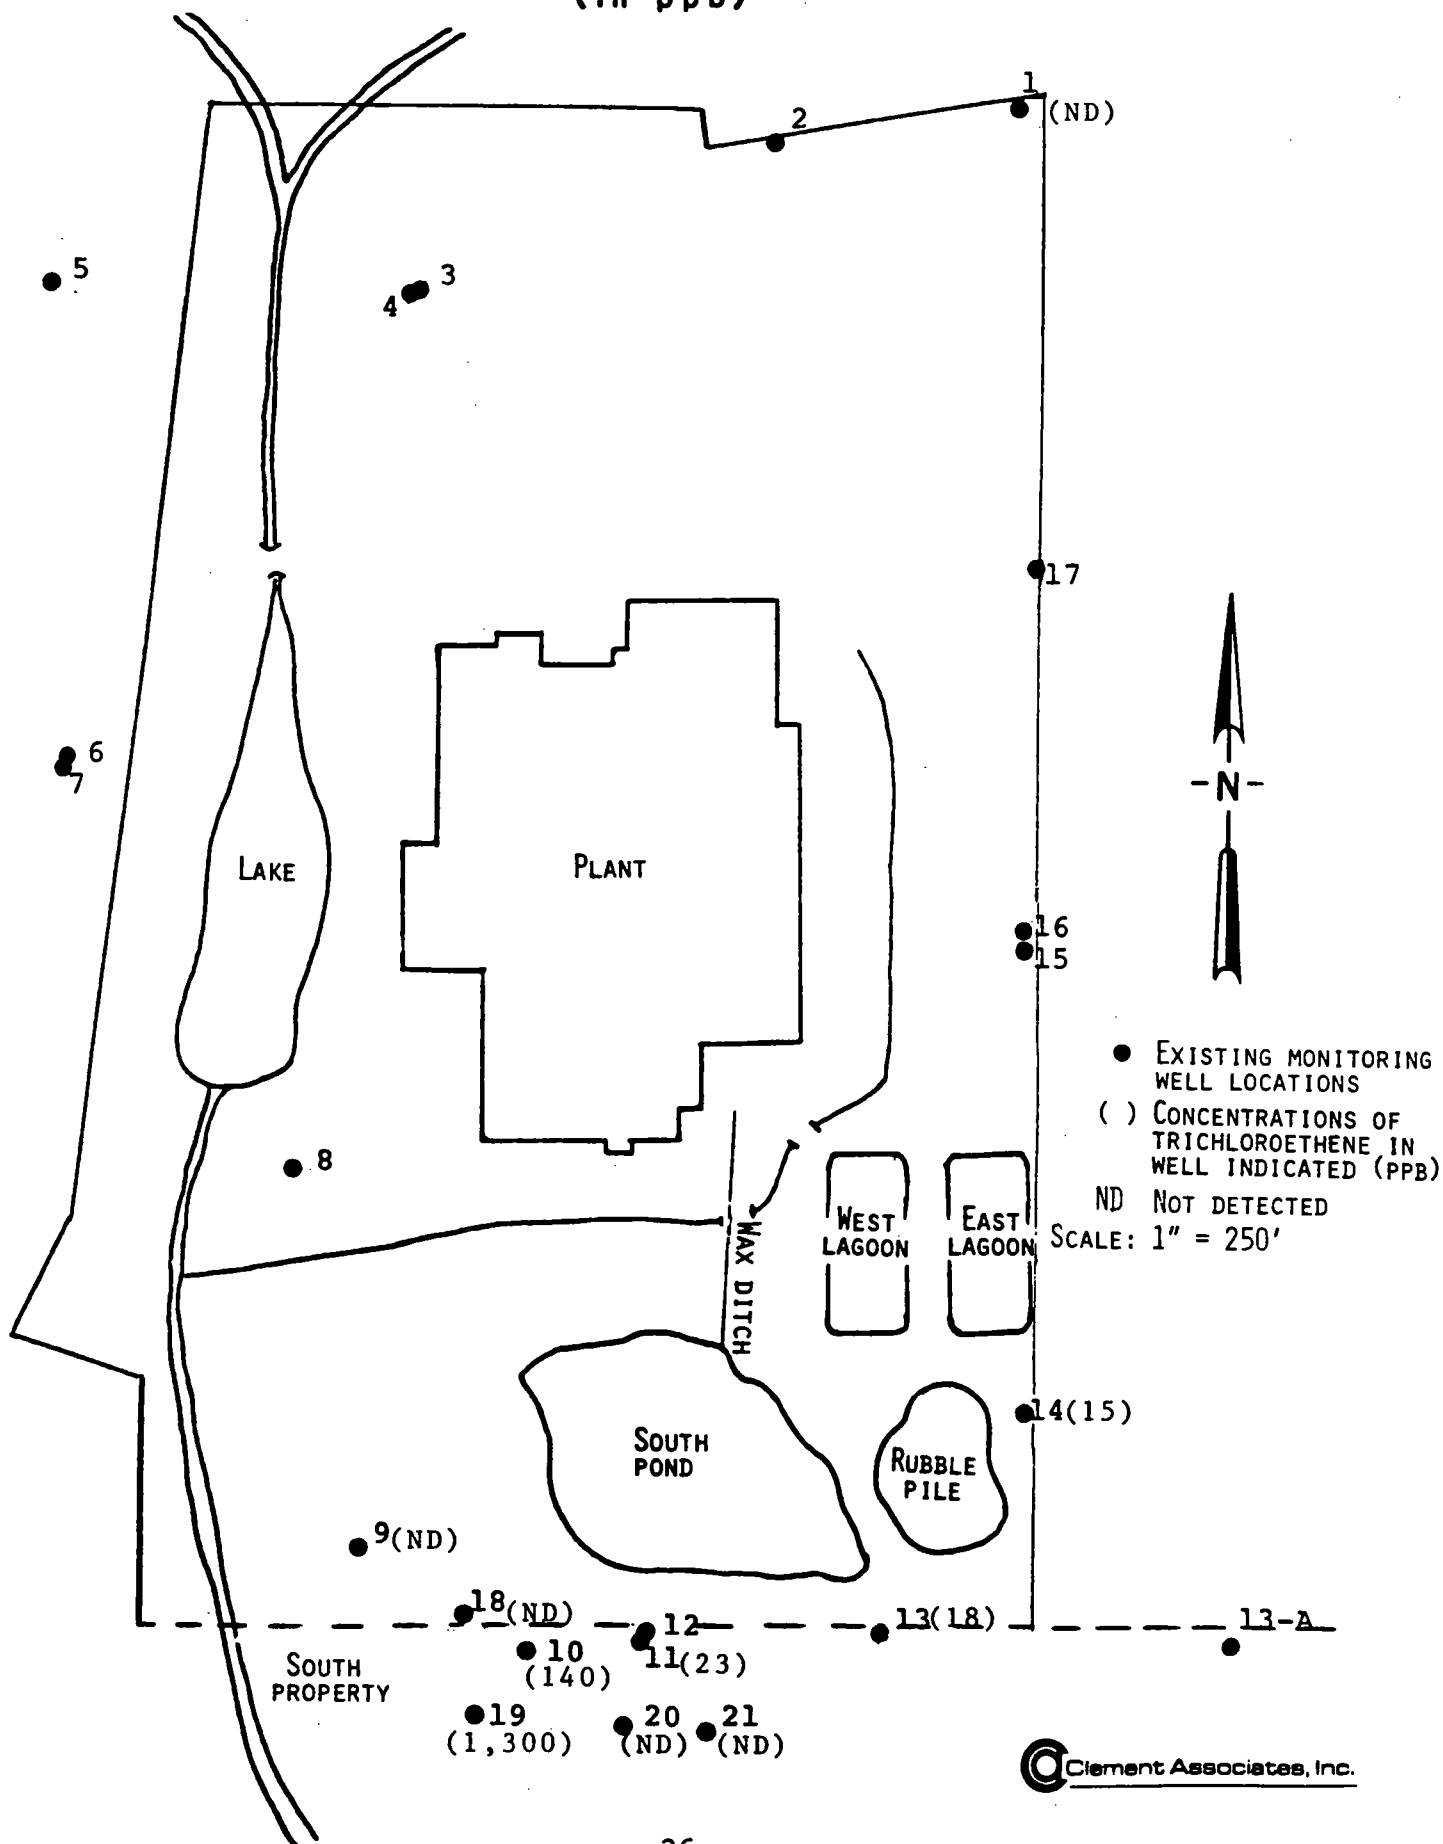 (in ppb)
1
(ND)
2
5
3
4
17
6
7
LAKE
PLANT
- N -
16
15
● EXISTING MONITORING
WELL LOCATIONS
( ) CONCENTRATIONS OF
TRICHLOROETHENE IN
WELL INDICATED (PPB)
ND NOT DETECTED
SCALE: 1" = 250'
8
WAX DITCH
WEST
LAGOON
EAST
LAGOON
14(15)
SOUTH
POND
RUBBLE
PILE
9(ND)
18(ND)
12
13(18)
13-A
10
(140)
11(23)
SOUTH
PROPERTY
19
(1,300)
20
(ND)
21
(ND)
Clement Associates, Inc.